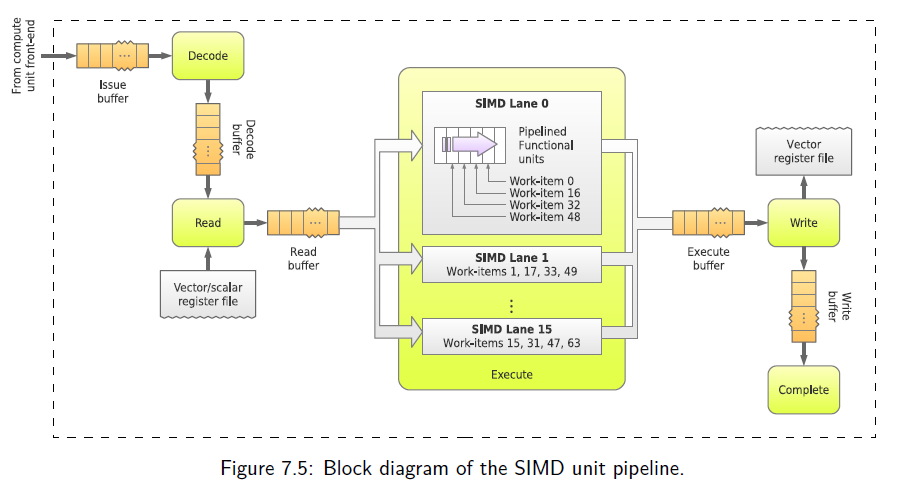 From compute
unit front-end
Issue
buffer
Decode
Decode
buffer
Read
Vector/scalar
register file
Read
buffer
SIMD Lane 0
Pipelined
Functional
units
Work-item 0
Work-item 16
Work-item 32
Work-item 48
SIMD Lane 1
Work-items 1, 17, 33, 49
SIMD Lane 15
Work-items 15, 31, 47, 63
Execute
Execute
buffer
Vector
register file
Write
Write
buffer
Complete
Figure 7.5: Block diagram of the SIMD unit pipeline.